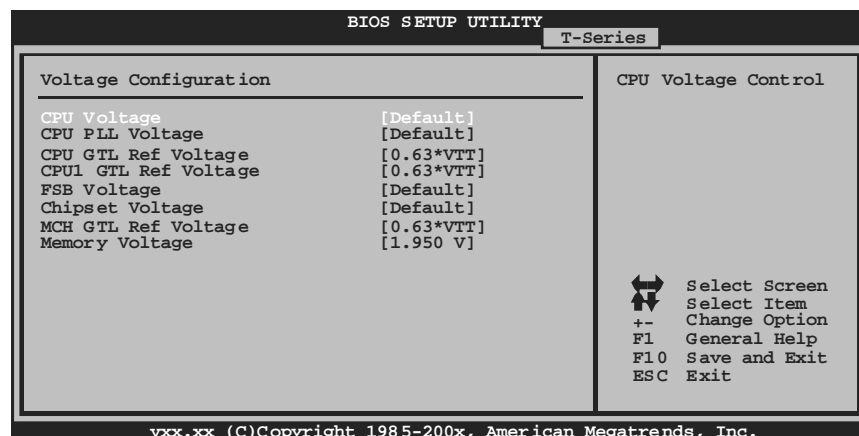 BIOS SETUP UTILITY
T-Series
Voltage Configuration
CPU Voltage [Default]
CPU PLL Voltage [Default]
CPU GTL Ref Voltage [0.63*VTT]
CPU1 GTL Ref Voltage [0.63*VTT]
FSB Voltage [Default]
Chipset Voltage [Default]
MCH GTL Ref Voltage [0.63*VTT]
Memory Voltage [1.950 V]
CPU Voltage Control
Select Screen
Select Item
+- Change Option
F1 General Help
F10 Save and Exit
ESC Exit
vxx.xx (C)Copyright 1985-200x, American Megatrends, Inc.